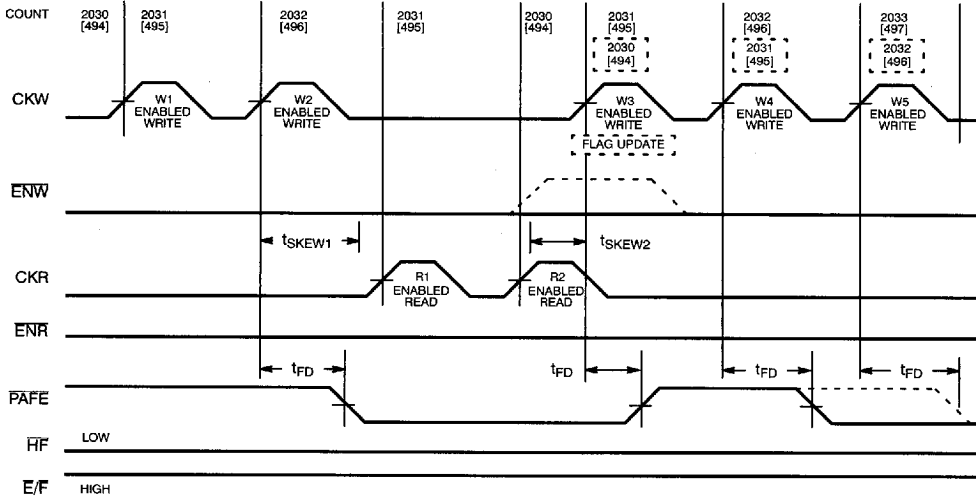 COUNT
2030 2031 2032 2031 2030 2031 2032 2033
[494] [495] [496] [495] [494] [495] [496] [497]
2030 2031 2032
[494] [495] [496]
CKW
W1 W2 W3 W4 W5
ENABLED ENABLED ENABLED ENABLED ENABLED
WRITE WRITE WRITE WRITE WRITE
FLAG UPDATE
ENW
tSKEW1 tSKEW2
CKR
R1 R2
ENABLED ENABLED
READ READ
ENR
tFD tFD tFD tFD
PAFE
HF LOW
E/F HIGH